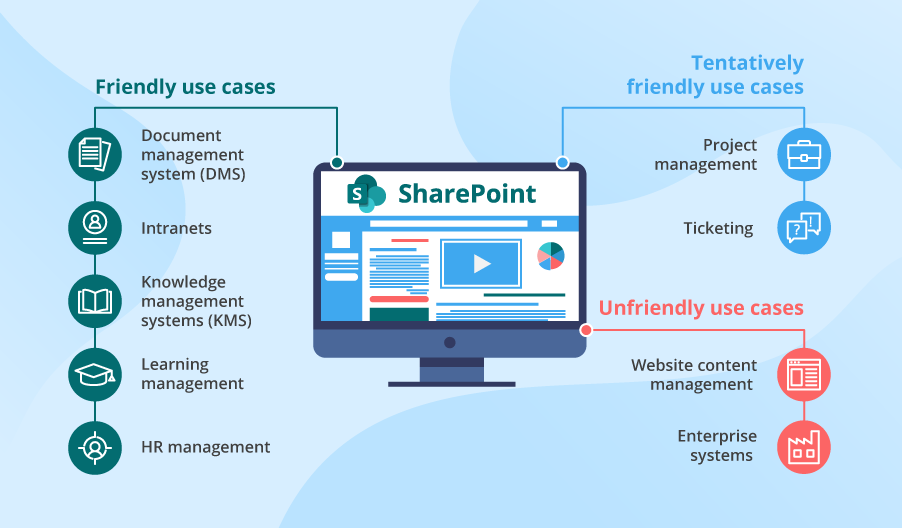 Friendly use cases
Document
management
system (DMS)
Intranets
Knowledge
management
systems (KMS)
Learning
management
HR management
S SharePoint
Tentatively
friendly use cases
Project
management
Ticketing
? !
Unfriendly use cases
Website content
management
Enterprise
systems